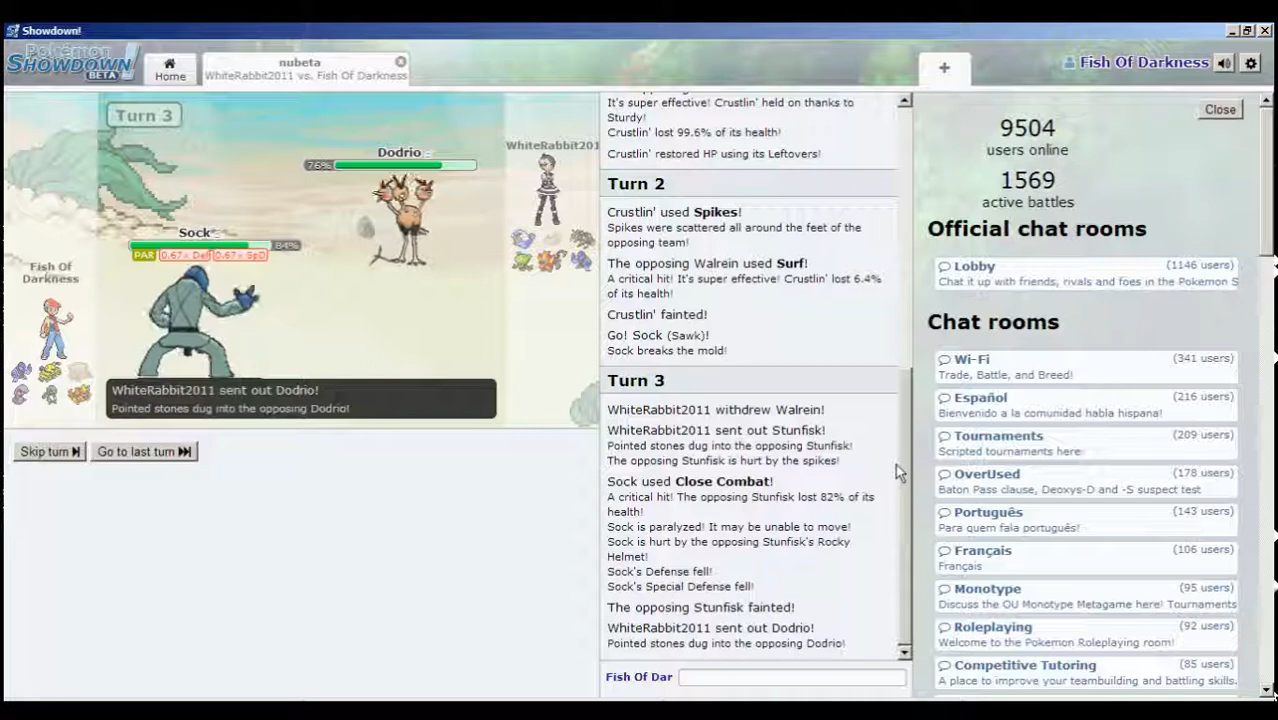 Showdown!
Pokémon
SHOWDOWN
BETA
Home
nubeta
WhiteRabbit2011 vs. Fish Of Darkness
+
Fish Of Darkness
Turn 3
Dodrio
76%
WhiteRabbit201
Sock
84%
PAR 0.67x Def 0.67x SpD
Fish Of
Darkness
WhiteRabbit2011 sent out Dodrio!
Pointed stones dug into the opposing Dodrio!
Skip turn
Go to last turn
It's super effective! Crustlin' held on thanks to
Sturdy!
Crustlin' lost 99.6% of its health!
Crustlin' restored HP using its Leftovers!
Turn 2
Crustlin' used Spikes!
Spikes were scattered all around the feet of the
opposing team!
The opposing Walrein used Surf!
A critical hit! It's super effective! Crustlin' lost 6.4%
of its health!
Crustlin' fainted!
Go! Sock (Sawk)!
Sock breaks the mold!
Turn 3
WhiteRabbit2011 withdrew Walrein!
WhiteRabbit2011 sent out Stunfisk!
Pointed stones dug into the opposing Stunfisk!
The opposing Stunfisk is hurt by the spikes!
Sock used Close Combat!
A critical hit! The opposing Stunfisk lost 82% of its
health!
Sock is paralyzed! It may be unable to move!
Sock is hurt by the opposing Stunfisk's Rocky
Helmet!
Sock's Defense fell!
Sock's Special Defense fell!
The opposing Stunfisk fainted!
WhiteRabbit2011 sent out Dodrio!
Pointed stones dug into the opposing Dodrio!
Fish Of Dar
Close
9504
users online
1569
active battles
Official chat rooms
Lobby (1146 users)
Chat it up with friends, rivals and foes in the Pokemon S
Chat rooms
Wi-Fi (341 users)
Trade, Battle, and Breed!
Español (216 users)
Bienvenido a la comunidad habla hispana!
Tournaments (209 users)
Scripted tournaments here
OverUsed (178 users)
Baton Pass clause, Deoxys-D and -S suspect test
Português (143 users)
Para quem fala português!
Français (106 users)
Français
Monotype (95 users)
Discuss the OU Monotype Metagame here! Tournaments
Roleplaying (92 users)
Welcome to the Pokemon Roleplaying room!
Competitive Tutoring (85 users)
A place to improve your teambuilding and battling skills.